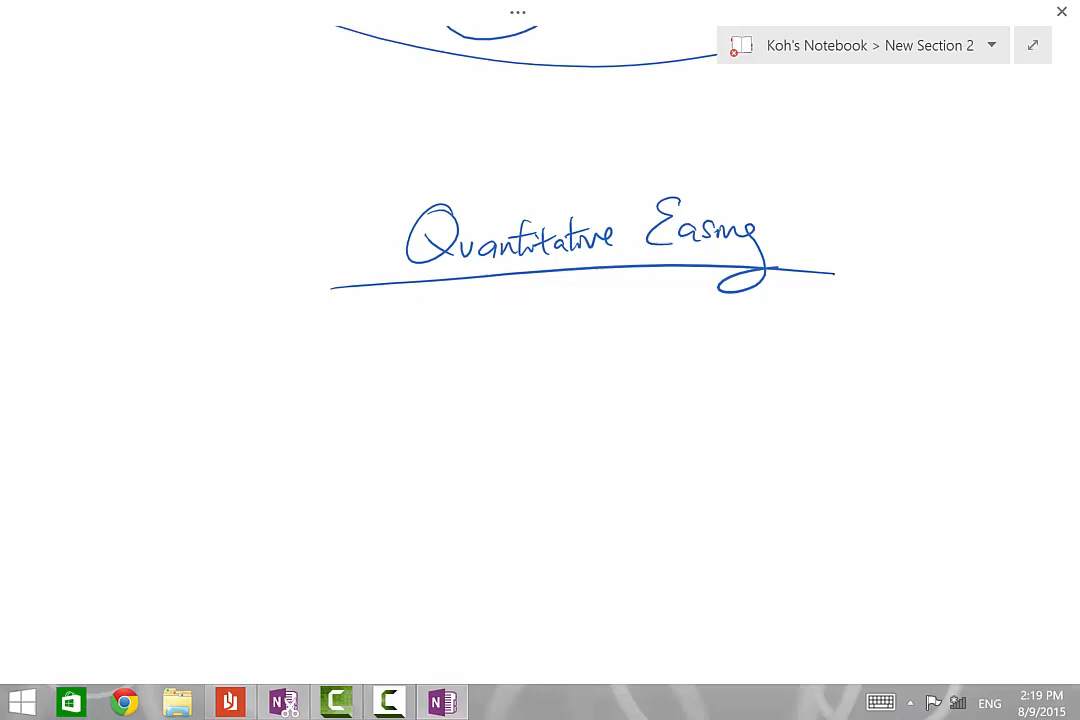 Koh's Notebook > New Section 2
Quantitative Easing
ENG
2:19 PM
8/9/2015